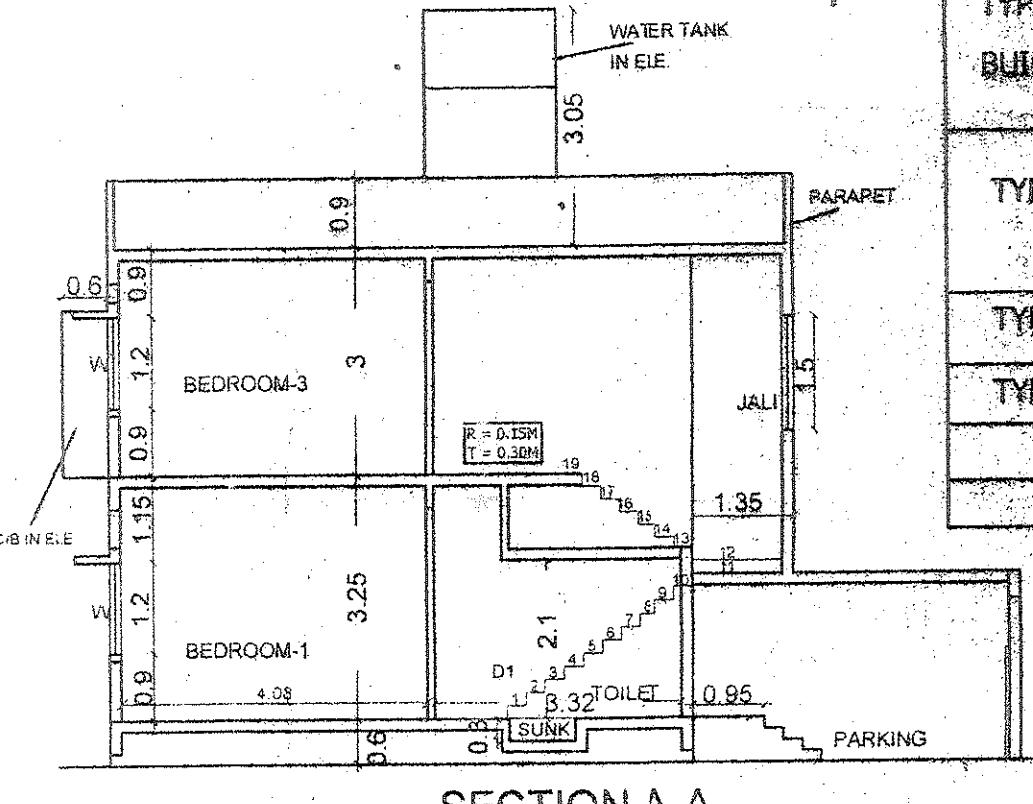 WATER TANK
IN ELE.
3.05
PARAPET
0.9
0.6
0.9
W
1.2
BEDROOM-3
3
R = 0.15M
T = 0.30M
JALI
1.5
0.9
19
18
17
16
15
14
13
1.35
12
11
IN ELE
1.15
W
1.2
3.25
BEDROOM-1
0.9
4.08
2.1
10
9
8
7
6
5
4
3
2
1
D1
3.32
TOILET
0.95
SUNK
0.3
0.6
PARKING
SECTION A-A
BUI
TY
TY
TY